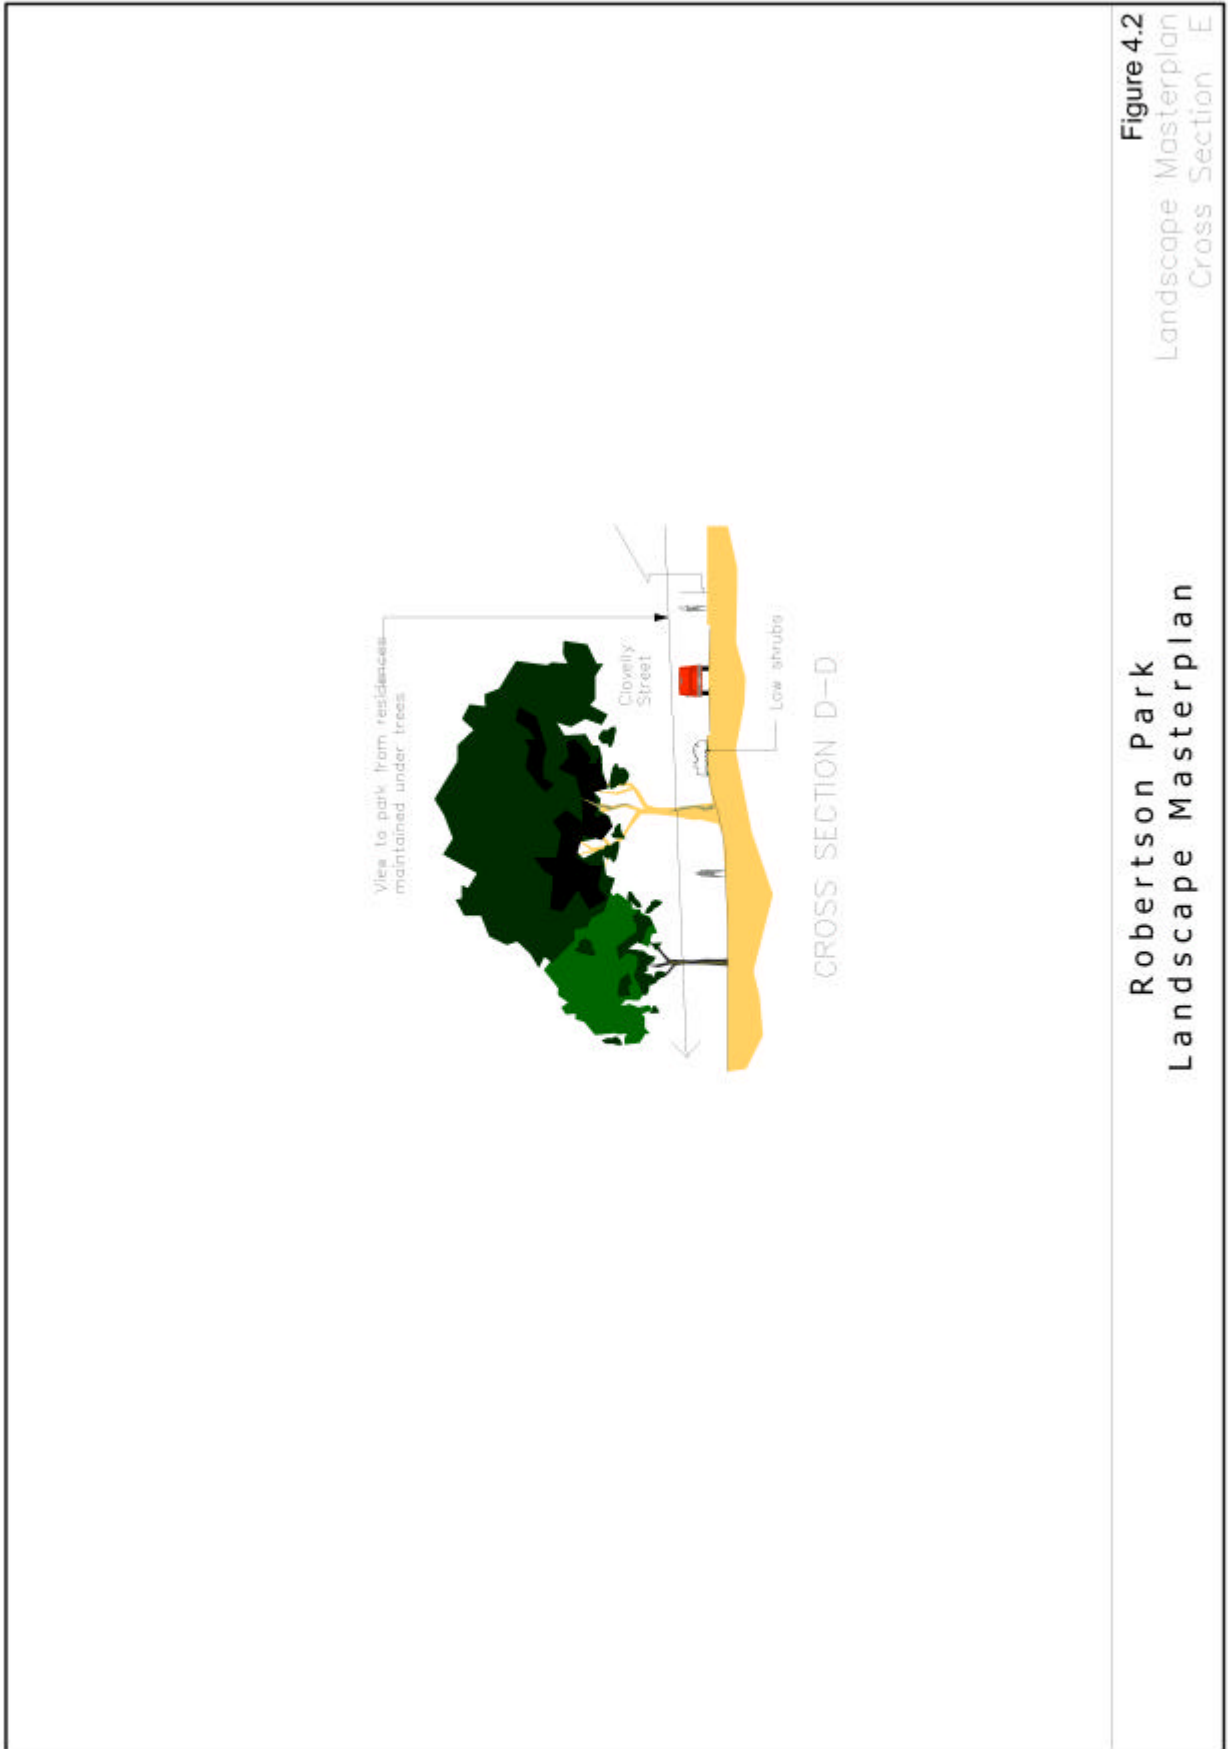 View to park from residences
maintained under trees
Clovelly
Street
Low shrubs
CROSS SECTION D-D
Robertson Park
Landscape Masterplan
Figure 4.2
Landscape Masterplan
Cross Section E